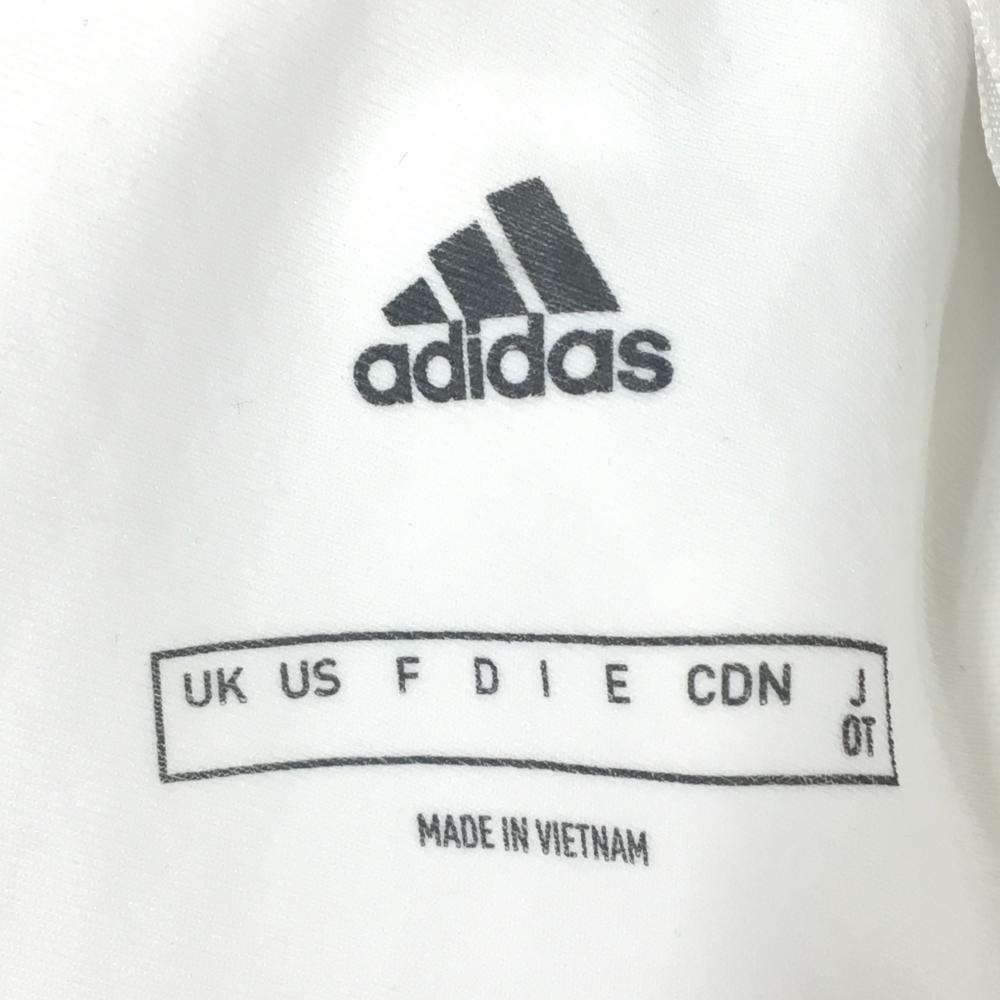 adidas
UK US F D I E CDN J
OT
MADE IN VIETNAM